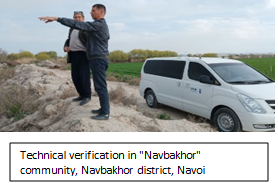 Technical verification in "Navbakhor"
community, Navbakhor district, Navoi